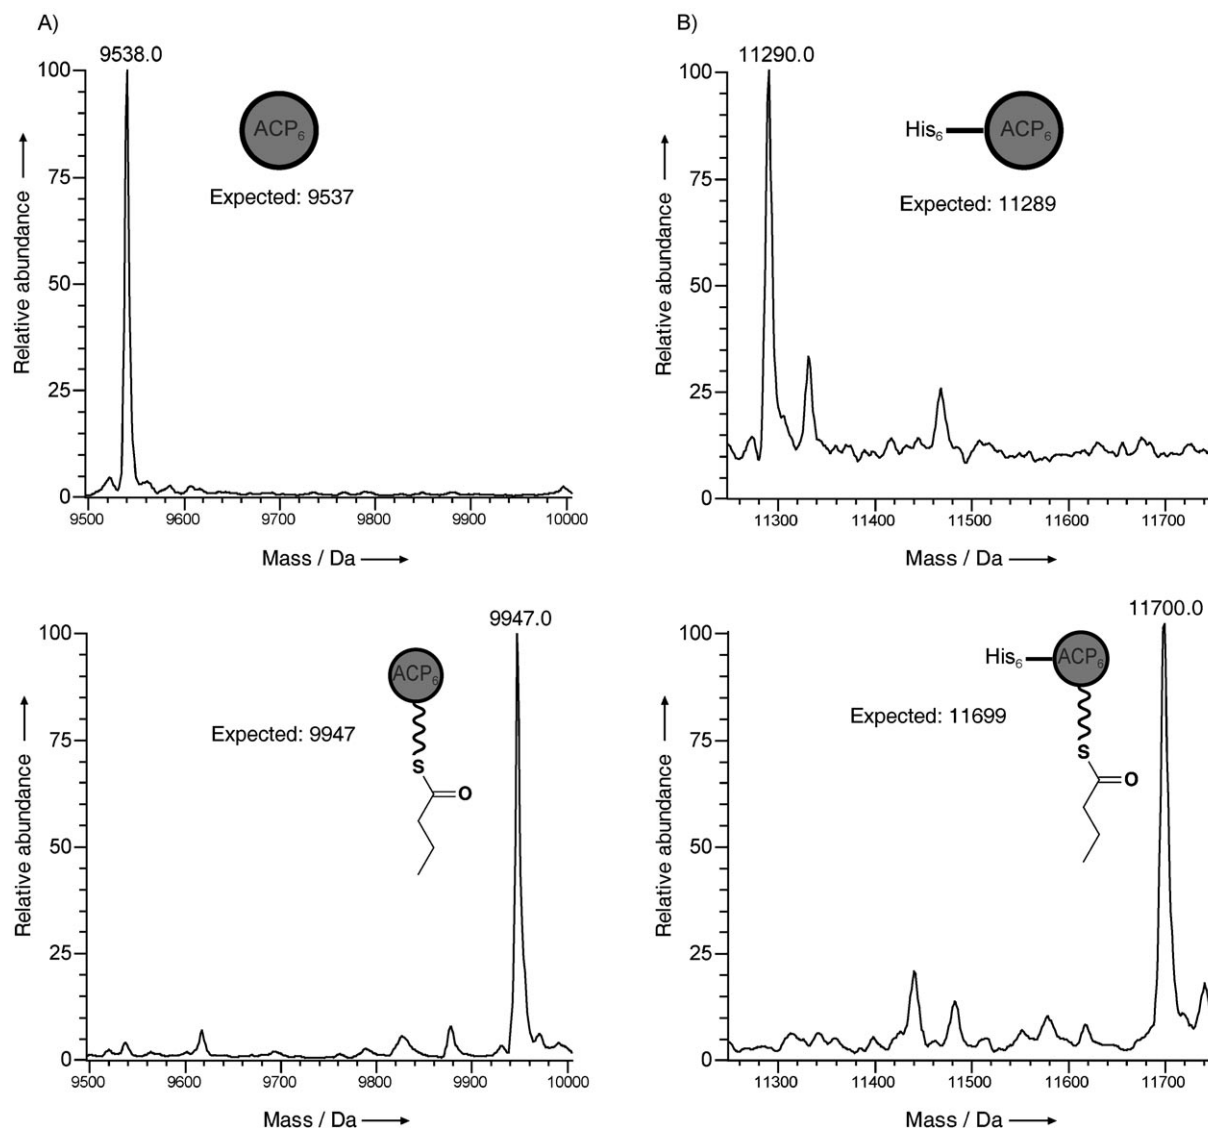 A)
9538.0
100
75
50
25
0
Relative abundance
ACP6
Expected: 9537
9500 9600 9700 9800 9900 10000
Mass / Da
B)
11290.0
100
75
50
25
0
Relative abundance
His6 ACP6
Expected: 11289
11300 11400 11500 11600 11700
Mass / Da
9947.0
100
75
50
25
0
Relative abundance
ACP6
Expected: 9947
S
O
9500 9600 9700 9800 9900 10000
Mass / Da
11700.0
100
75
50
25
0
Relative abundance
His6 ACP6
Expected: 11699
S
O
11300 11400 11500 11600 11700
Mass / Da